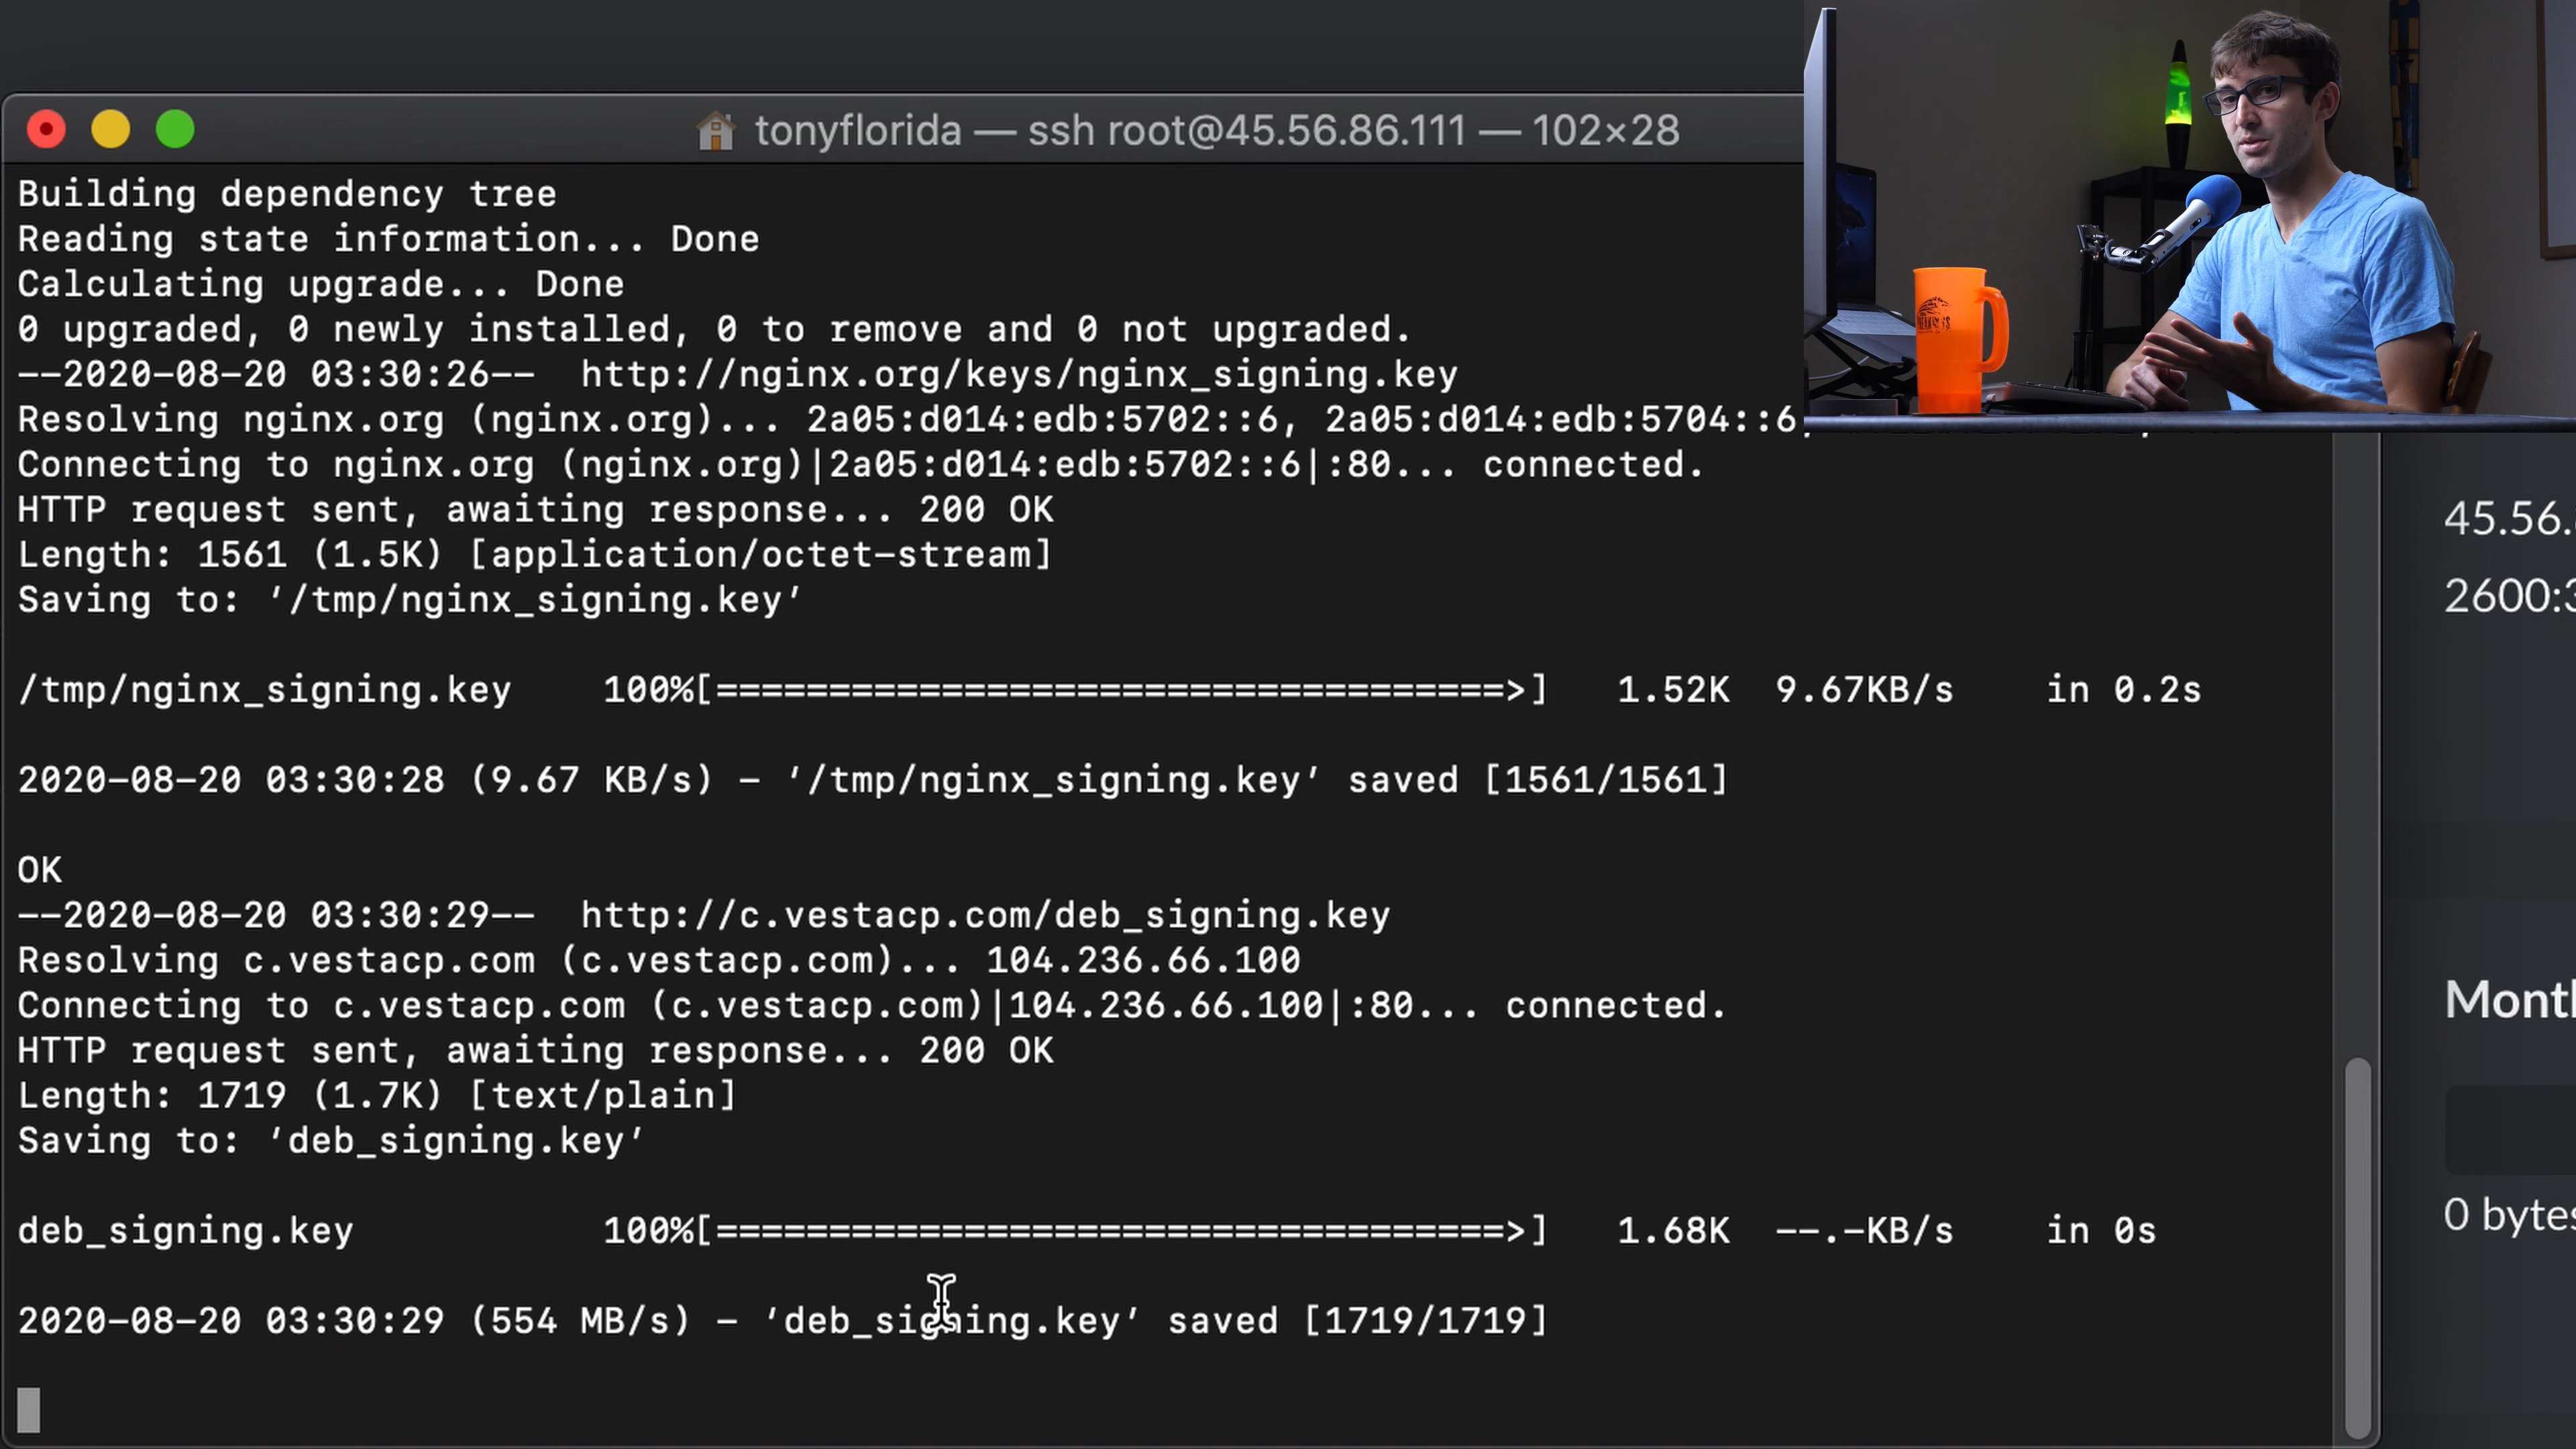 tonyflorida — ssh root@45.56.86.111 — 102×28
Building dependency tree
Reading state information... Done
Calculating upgrade... Done
0 upgraded, 0 newly installed, 0 to remove and 0 not upgraded.
--2020-08-20 03:30:26--  http://nginx.org/keys/nginx_signing.key
Resolving nginx.org (nginx.org)... 2a05:d014:edb:5702::6, 2a05:d014:edb:5704::6,
Connecting to nginx.org (nginx.org)|2a05:d014:edb:5702::6|:80... connected.
HTTP request sent, awaiting response... 200 OK
Length: 1561 (1.5K) [application/octet-stream]
Saving to: ‘/tmp/nginx_signing.key’
/tmp/nginx_signing.key    100%[===================================>]   1.52K  9.67KB/s    in 0.2s
2020-08-20 03:30:28 (9.67 KB/s) - ‘/tmp/nginx_signing.key’ saved [1561/1561]
OK
--2020-08-20 03:30:29--  http://c.vestacp.com/deb_signing.key
Resolving c.vestacp.com (c.vestacp.com)... 104.236.66.100
Connecting to c.vestacp.com (c.vestacp.com)|104.236.66.100|:80... connected.
HTTP request sent, awaiting response... 200 OK
Length: 1719 (1.7K) [text/plain]
Saving to: ‘deb_signing.key’
deb_signing.key           100%[===================================>]   1.68K  --.-KB/s    in 0s
2020-08-20 03:30:29 (554 MB/s) - ‘deb_signing.key’ saved [1719/1719]
45.56.
2600:3
Month
0 bytes